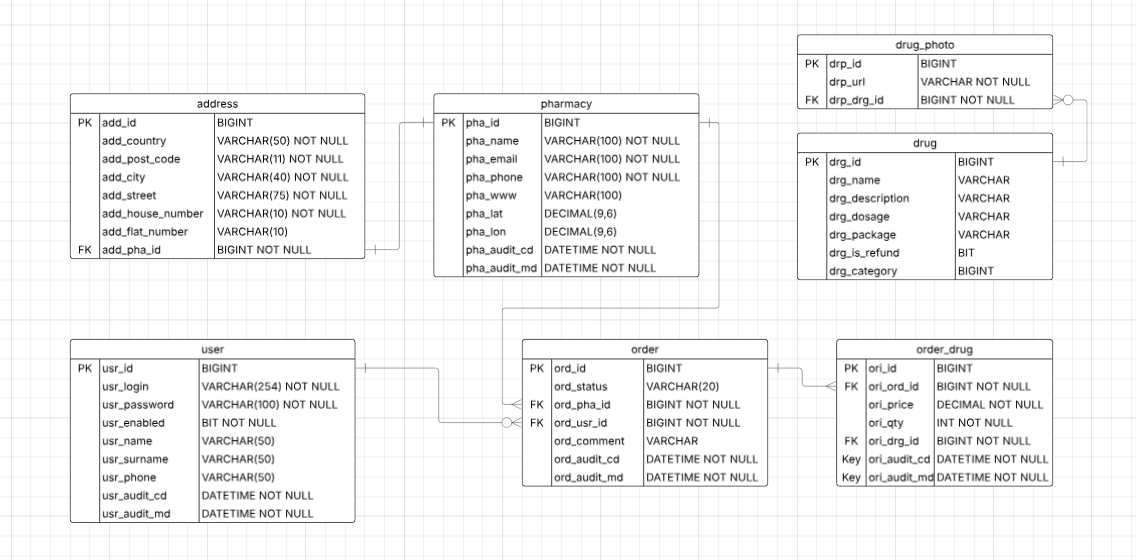 address
PK add_id BIGINT
add_country VARCHAR(50) NOT NULL
add_post_code VARCHAR(11) NOT NULL
add_city VARCHAR(40) NOT NULL
add_street VARCHAR(75) NOT NULL
add_house_number VARCHAR(10) NOT NULL
add_flat_number VARCHAR(10)
FK add_pha_id BIGINT NOT NULL
pharmacy
PK pha_id BIGINT
pha_name VARCHAR(100) NOT NULL
pha_email VARCHAR(100) NOT NULL
pha_phone VARCHAR(100) NOT NULL
pha_www VARCHAR(100)
pha_lat DECIMAL(9,6)
pha_lon DECIMAL(9,6)
pha_audit_cd DATETIME NOT NULL
pha_audit_md DATETIME NOT NULL
drug_photo
PK drp_id BIGINT
drp_url VARCHAR NOT NULL
FK drp_drg_id BIGINT NOT NULL
drug
PK drg_id BIGINT
drg_name VARCHAR
drg_description VARCHAR
drg_dosage VARCHAR
drg_package VARCHAR
drg_is_refund BIT
drg_category BIGINT
user
PK usr_id BIGINT
usr_login VARCHAR(254) NOT NULL
usr_password VARCHAR(100) NOT NULL
usr_enabled BIT NOT NULL
usr_name VARCHAR(50)
usr_surname VARCHAR(50)
usr_phone VARCHAR(50)
usr_audit_cd DATETIME NOT NULL
usr_audit_md DATETIME NOT NULL
order
PK ord_id BIGINT
ord_status VARCHAR(20)
FK ord_pha_id BIGINT NOT NULL
FK ord_usr_id BIGINT NOT NULL
ord_comment VARCHAR
ord_audit_cd DATETIME NOT NULL
ord_audit_md DATETIME NOT NULL
order_drug
PK ori_id BIGINT
FK ori_ord_id BIGINT NOT NULL
ori_price DECIMAL NOT NULL
ori_qty INT NOT NULL
FK ori_drg_id BIGINT NOT NULL
Key ori_audit_cd DATETIME NOT NULL
Key ori_audit_md DATETIME NOT NULL